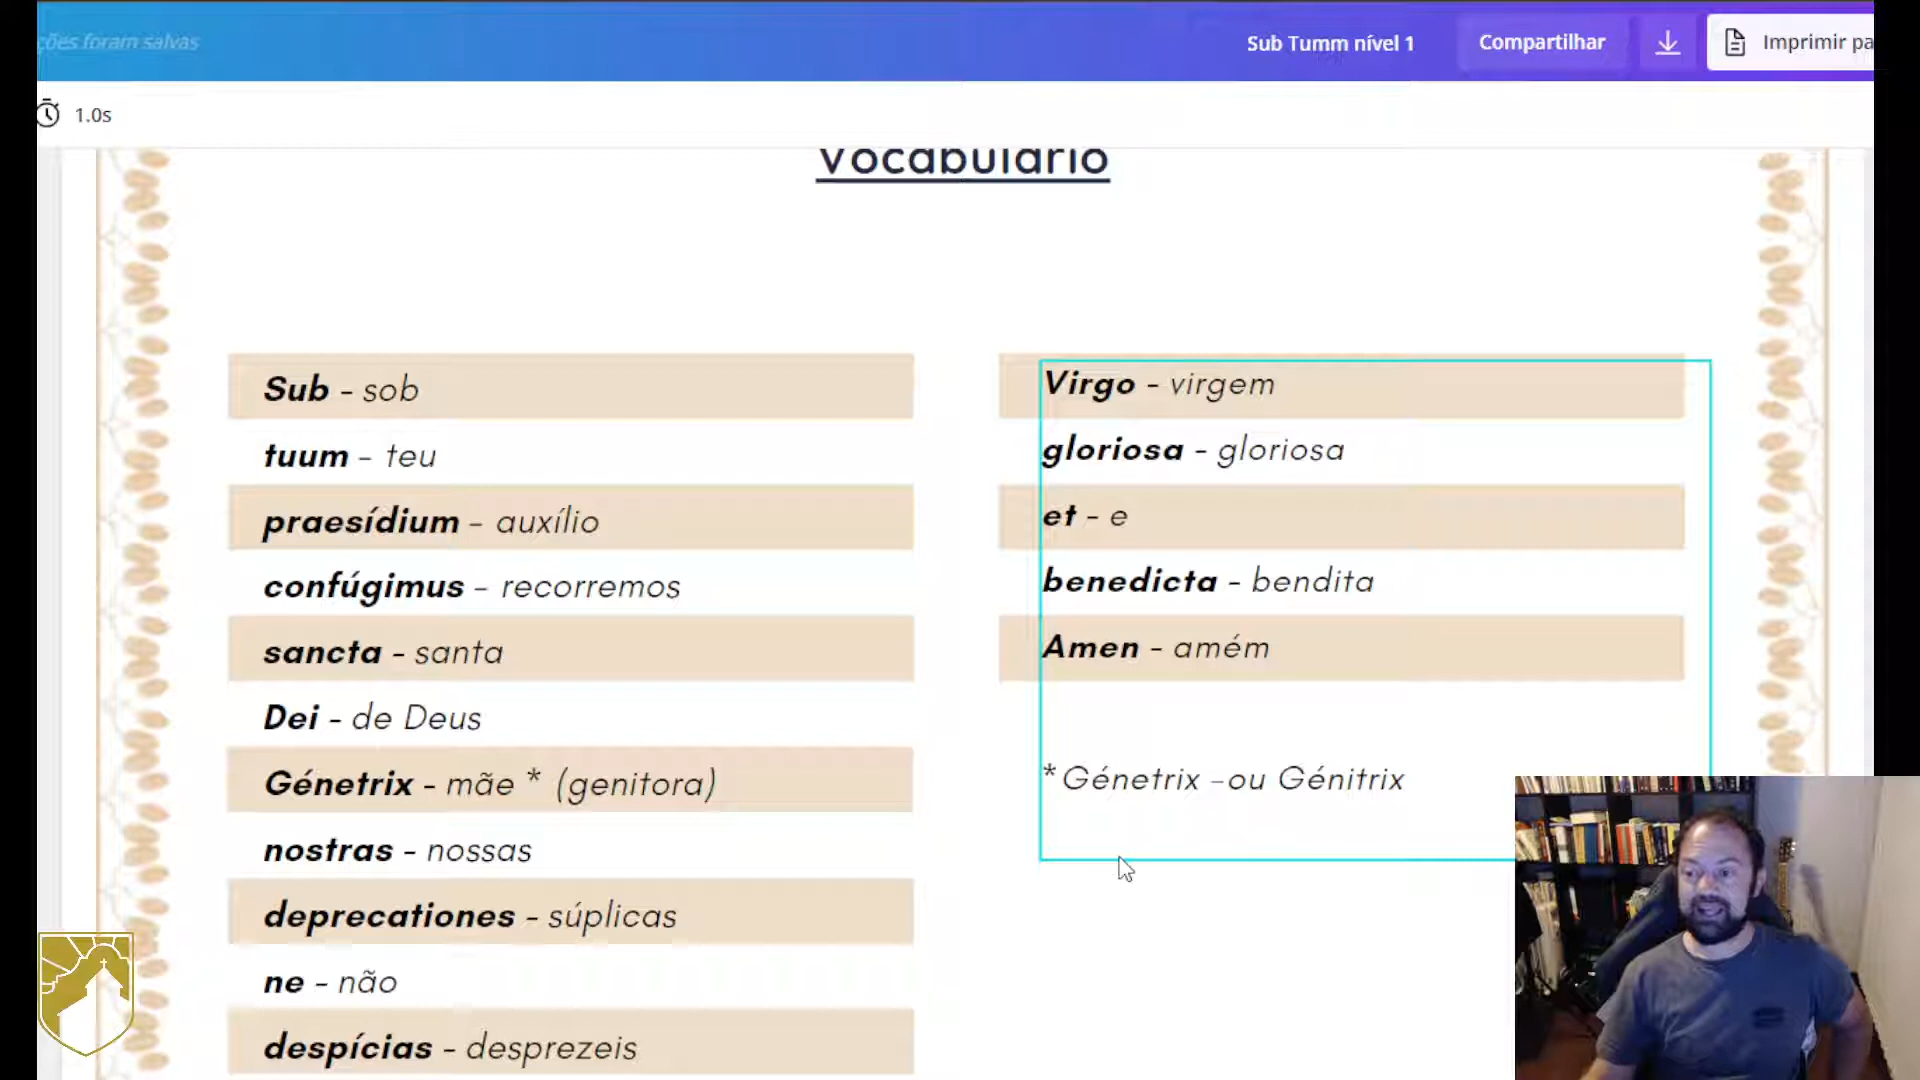 ções foram salvas
Sub Tumm nível 1
Compartilhar
Imprimir pa
1.0s
Vocabulário
Sub - sob
tuum - teu
praesídium - auxílio
confúgimus - recorremos
sancta - santa
Dei - de Deus
Génetrix - mãe * (genitora)
nostras - nossas
deprecationes - súplicas
ne - não
despícias - desprezeis
Virgo - virgem
gloriosa - gloriosa
et - e
benedicta - bendita
Amen - amém
*Génetrix -ou Génitrix